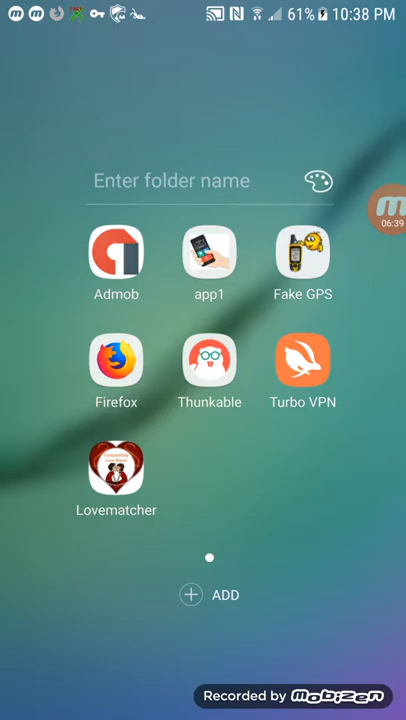 61% 10:38 PM
Enter folder name
06:39
Admob app1 Fake GPS
Firefox Thunkable Turbo VPN
Lovematcher
ADD
Recorded by mobizen